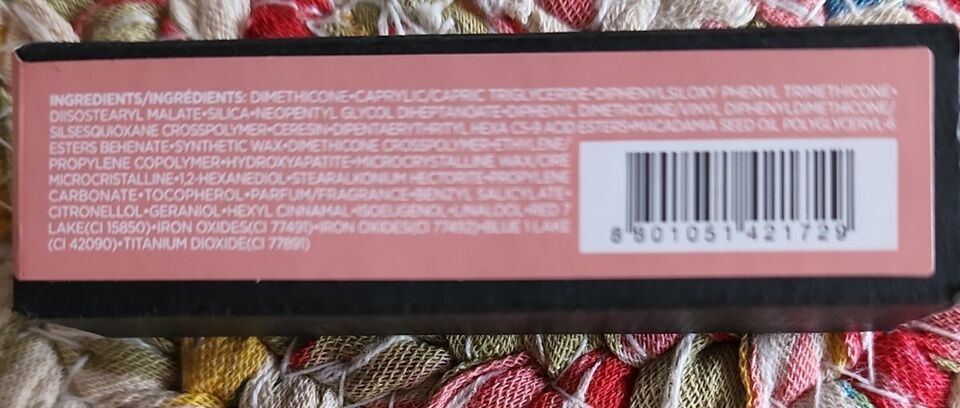 INGREDIENTS/INGRÉDIENTS: DIMETHICONE•CAPRYLIC/CAPRIC TRIGLYCERIDE•DIPHENYLSILOXY PHENYL TRIMETHICONE•
DIISOSTEARYL MALATE•SILICA•NEOPENTYL GLYCOL DIHEPTANOATE•DIPHENYL DIMETHICONE/VINYL DIPHENYLDIMETHICONE/
SILSESQUIOXANE CROSSPOLYMER•CERESIN•DIPENTAERYTHRITYL HEXA C5-9 ACID ESTERS•MACADAMIA SEED OIL POLYGLYCERYL-6
ESTERS BEHENATE•SYNTHETIC WAX•DIMETHICONE CROSSPOLYMER•ETHYLENE/
PROPYLENE COPOLYMER•HYDROXYAPATITE•MICROCRYSTALLINE WAX/CIRE
MICROCRISTALLINE•1,2-HEXANEDIOL•STEARALKONIUM HECTORITE•PROPYLENE
CARBONATE•TOCOPHEROL•PARFUM/FRAGRANCE•BENZYL SALICYLATE•
CITRONELLOL•GERANIOL•HEXYL CINNAMAL•ISOEUGENOL•LINALOOL•RED 7
LAKE(CI 15850)•IRON OXIDES(CI 77491)•IRON OXIDES(CI 77492)•BLUE 1 LAKE
(CI 42090)•TITANIUM DIOXIDE(CI 77891)
8 801051 421729